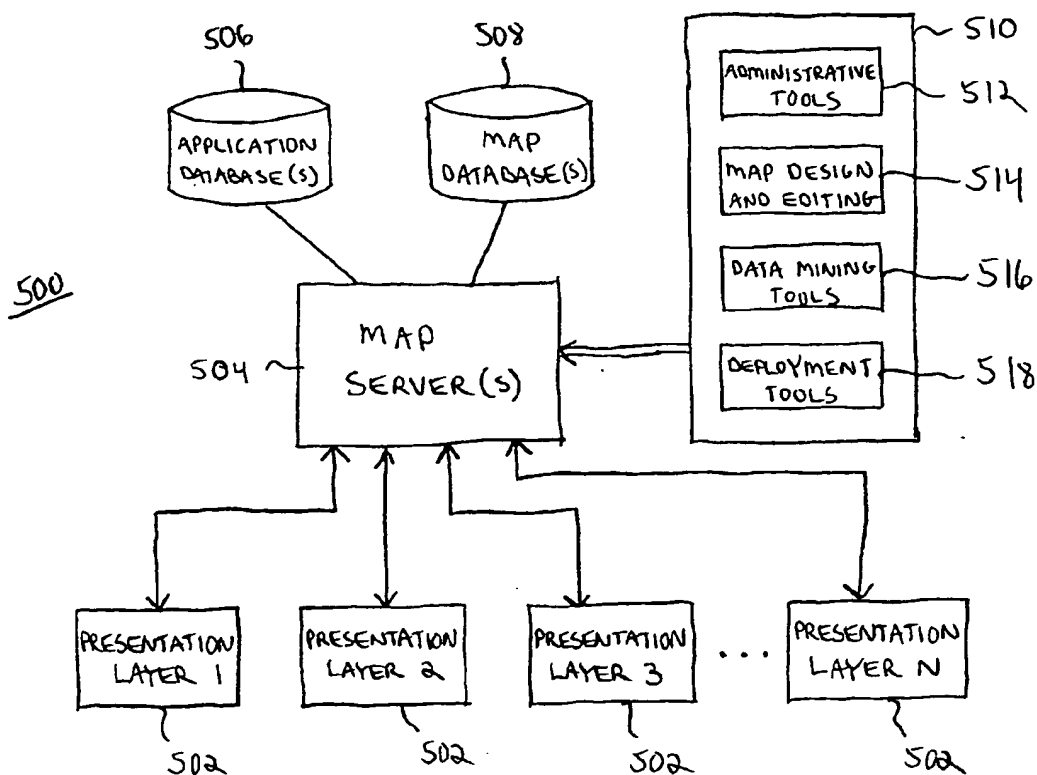 506
508
510
ADMINISTRATIVE
TOOLS
512
APPLICATION
DATABASE(S)
MAP
DATABASE(S)
MAP DESIGN
AND EDITING
514
500
DATA MINING
TOOLS
516
504
MAP
SERVER(S)
DEPLOYMENT
TOOLS
518
PRESENTATION
LAYER 1
PRESENTATION
LAYER 2
PRESENTATION
LAYER 3
...
PRESENTATION
LAYER N
502
502
502
502